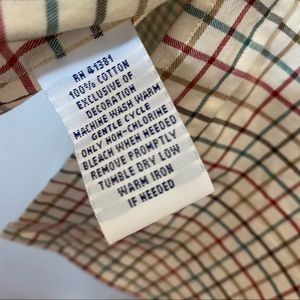 RN 41381
100% COTTON
EXCLUSIVE OF
DECORATION
MACHINE WASH WARM
GENTLE CYCLE
ONLY NON-CHLORINE
BLEACH WHEN NEEDED
REMOVE PROMPTLY
TUMBLE DRY LOW
WARM IRON
IF NEEDED